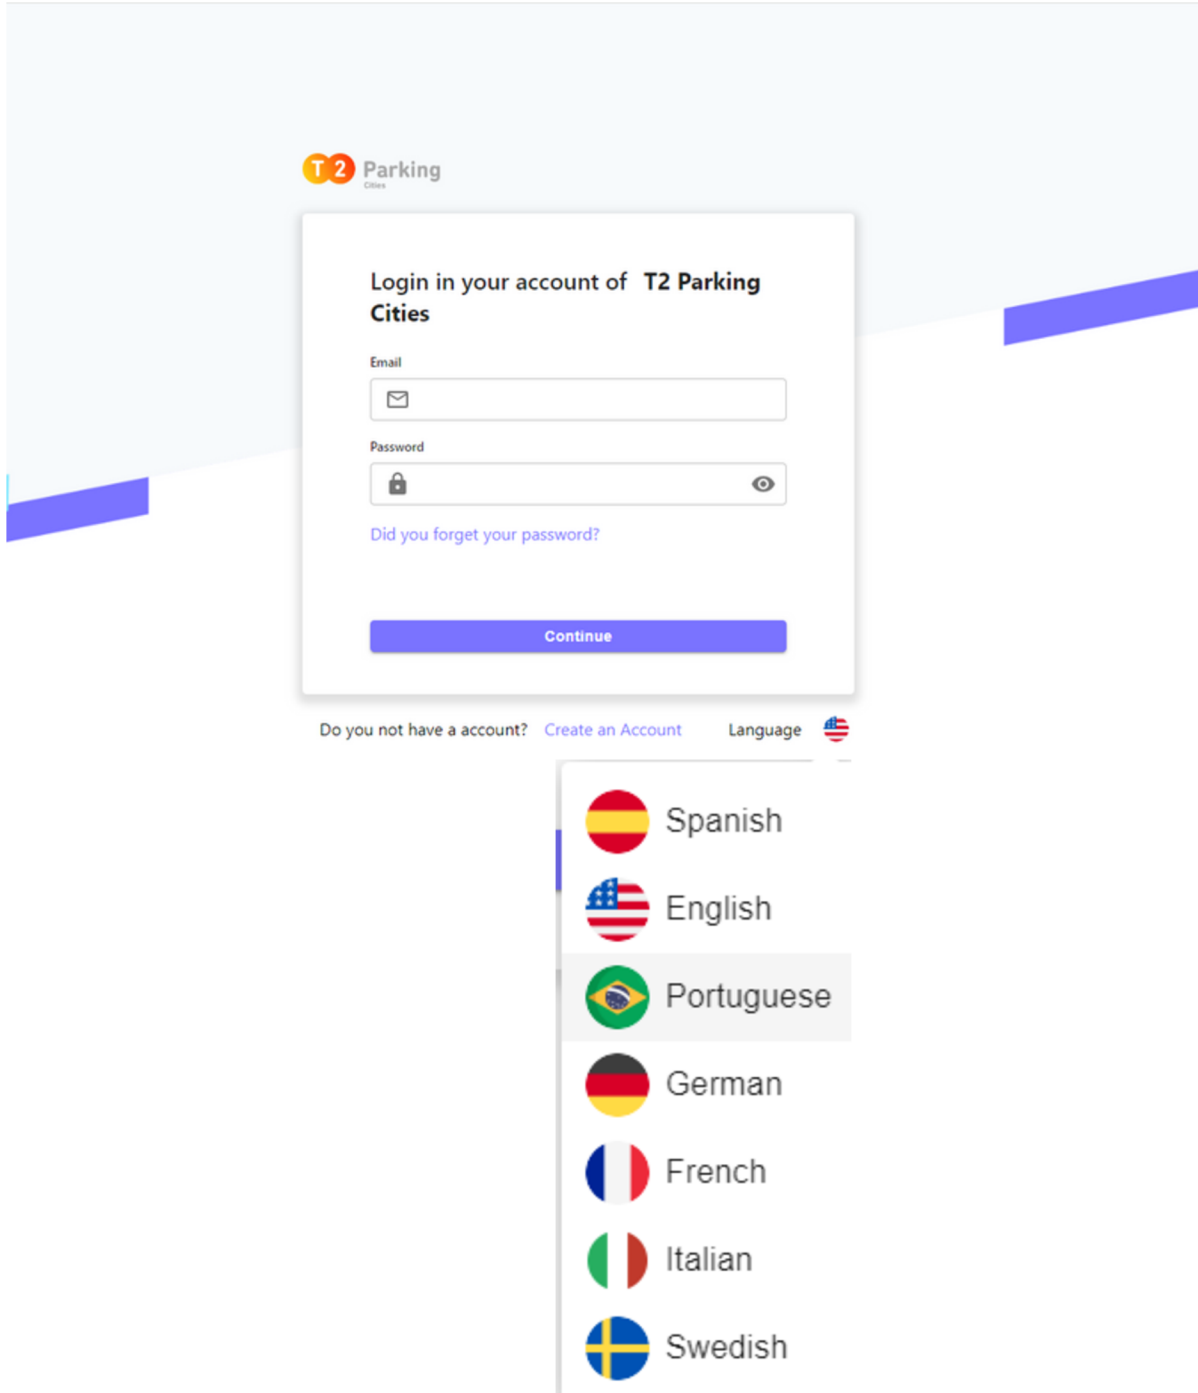 T2 Parking
Cities
Login in your account of T2 Parking
Cities
Email
Password
Did you forget your password?
Continue
Do you not have a account? Create an Account Language
Spanish
English
Portuguese
German
French
Italian
Swedish